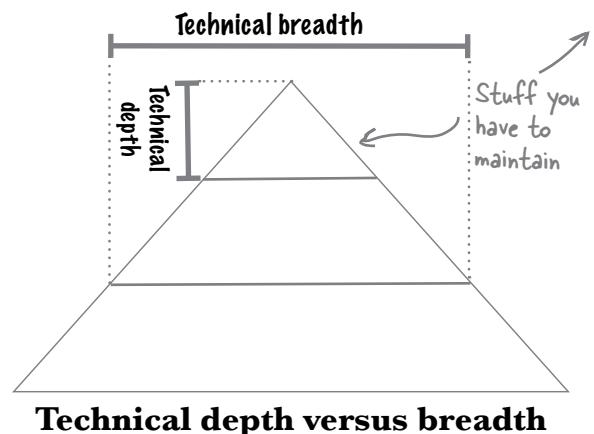 Technical breadth
Technical
depth
Stuff you
have to
maintain
Technical depth versus breadth